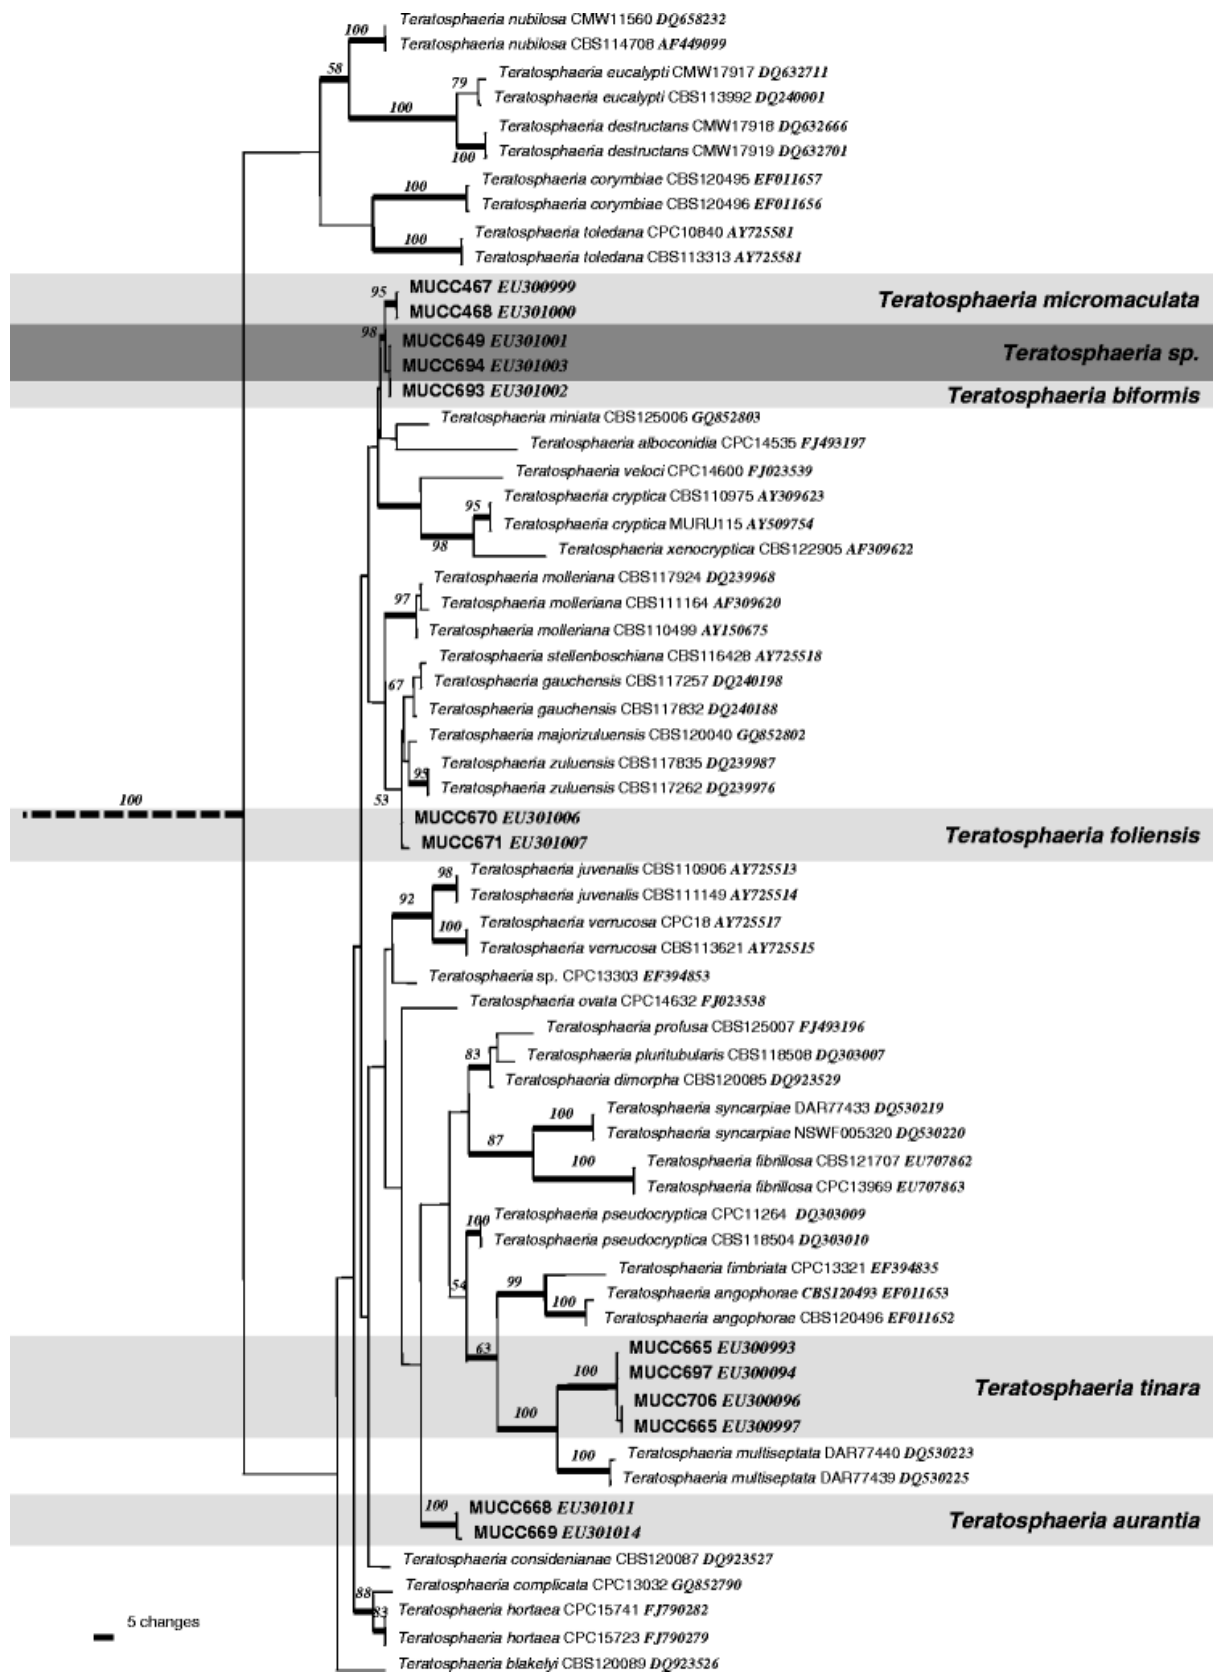 100
Teratosphaeria nubilosa CMW11560 DQ658232
Teratosphaeria nubilosa CBS114708 AF449099
58
79
Teratosphaeria eucalypti CMW17917 DQ632711
Teratosphaeria eucalypti CBS113992 DQ240001
100
Teratosphaeria destructans CMW17918 DQ632666
Teratosphaeria destructans CMW17919 DQ632701
100
Teratosphaeria corymbiae CBS120495 EF011657
100
Teratosphaeria corymbiae CBS120496 EF011656
Teratosphaeria toledana CPC10840 AY725581
100
Teratosphaeria toledana CBS113313 AY725581
MUCC467 EU300999
95
Teratosphaeria micromaculata
MUCC468 EU301000
98
MUCC649 EU301001
Teratosphaeria sp.
MUCC694 EU301003
MUCC693 EU301002
Teratosphaeria biformis
Teratosphaeria miniata CBS125006 GQ852803
Teratosphaeria alboconidia CPC14535 FJ493197
Teratosphaeria veloci CPC14600 FJ023539
Teratosphaeria cryptica CBS110975 AY309623
95
Teratosphaeria cryptica MURU115 AY509754
98
Teratosphaeria xenocryptica CBS122905 AF309622
Teratosphaeria molleriana CBS117924 DQ239968
97
Teratosphaeria molleriana CBS111164 AF309620
Teratosphaeria molleriana CBS110499 AY150675
Teratosphaeria stellenboschiana CBS116428 AY725518
67
Teratosphaeria gauchensis CBS117257 DQ240198
Teratosphaeria gauchensis CBS117832 DQ240188
Teratosphaeria majorizuluensis CBS120040 GQ852802
Teratosphaeria zuluensis CBS117835 DQ239987
95
Teratosphaeria zuluensis CBS117262 DQ239976
53
100
MUCC670 EU301006
Teratosphaeria foliensis
MUCC671 EU301007
Teratosphaeria juvenalis CBS110906 AY725513
98
Teratosphaeria juvenalis CBS111149 AY725514
92
Teratosphaeria verrucosa CPC18 AY725517
100
Teratosphaeria verrucosa CBS113621 AY725515
Teratosphaeria sp. CPC13303 EF394853
Teratosphaeria ovata CPC14632 FJ023538
Teratosphaeria profusa CBS125007 FJ493196
83
Teratosphaeria pluritubularis CBS118508 DQ303007
Teratosphaeria dimorpha CBS120085 DQ923529
Teratosphaeria syncarpiae DAR77433 DQ530219
100
Teratosphaeria syncarpiae NSWF005320 DQ530220
87
Teratosphaeria fibrillosa CBS121707 EU707862
100
Teratosphaeria fibrillosa CPC13969 EU707863
Teratosphaeria pseudocryptica CPC11264 DQ303009
100
Teratosphaeria pseudocryptica CBS118504 DQ303010
Teratosphaeria fimbriata CPC13321 EF394835
54
99
Teratosphaeria angophorae CBS120493 EF011653
100
Teratosphaeria angophorae CBS120496 EF011652
MUCC665 EU300993
63
MUCC697 EU300094
100
Teratosphaeria tinara
MUCC706 EU300096
100
MUCC665 EU300997
Teratosphaeria multiseptata DAR77440 DQ530223
100
Teratosphaeria multiseptata DAR77439 DQ530225
100
MUCC668 EU301011
Teratosphaeria aurantia
MUCC669 EU301014
Teratosphaeria considenianae CBS120087 DQ923527
Teratosphaeria complicata CPC13032 GQ852790
88
Teratosphaeria hortaea CPC15741 FJ790282
83
5 changes
Teratosphaeria hortaea CPC15723 FJ790279
Teratosphaeria blakelyi CBS120089 DQ923526